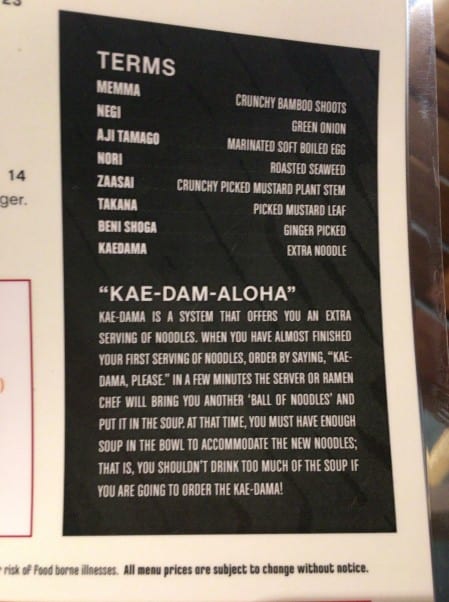 23
TERMS
MEMMA CRUNCHY BAMBOO SHOOTS
NEGI GREEN ONION
AJI TAMAGO MARINATED SOFT BOILED EGG
NORI ROASTED SEAWEED
ZAASAI CRUNCHY PICKED MUSTARD PLANT STEM
TAKANA PICKED MUSTARD LEAF
BENI SHOGA GINGER PICKED
KAEDAMA EXTRA NOODLE
14
ger.
"KAE-DAM-ALOHA"
KAE-DAMA IS A SYSTEM THAT OFFERS YOU AN EXTRA
SERVING OF NOODLES. WHEN YOU HAVE ALMOST FINISHED
YOUR FIRST SERVING OF NOODLES, ORDER BY SAYING, "KAE-
DAMA, PLEASE." IN A FEW MINUTES THE SERVER OR RAMEN
CHEF WILL BRING YOU ANOTHER 'BALL OF NOODLES' AND
PUT IT IN THE SOUP. AT THAT TIME, YOU MUST HAVE ENOUGH
SOUP IN THE BOWL TO ACCOMMODATE THE NEW NOODLES;
THAT IS, YOU SHOULDN'T DRINK TOO MUCH OF THE SOUP IF
YOU ARE GOING TO ORDER THE KAE-DAMA!
risk of Food borne illnesses. All menu prices are subject to change without notice.